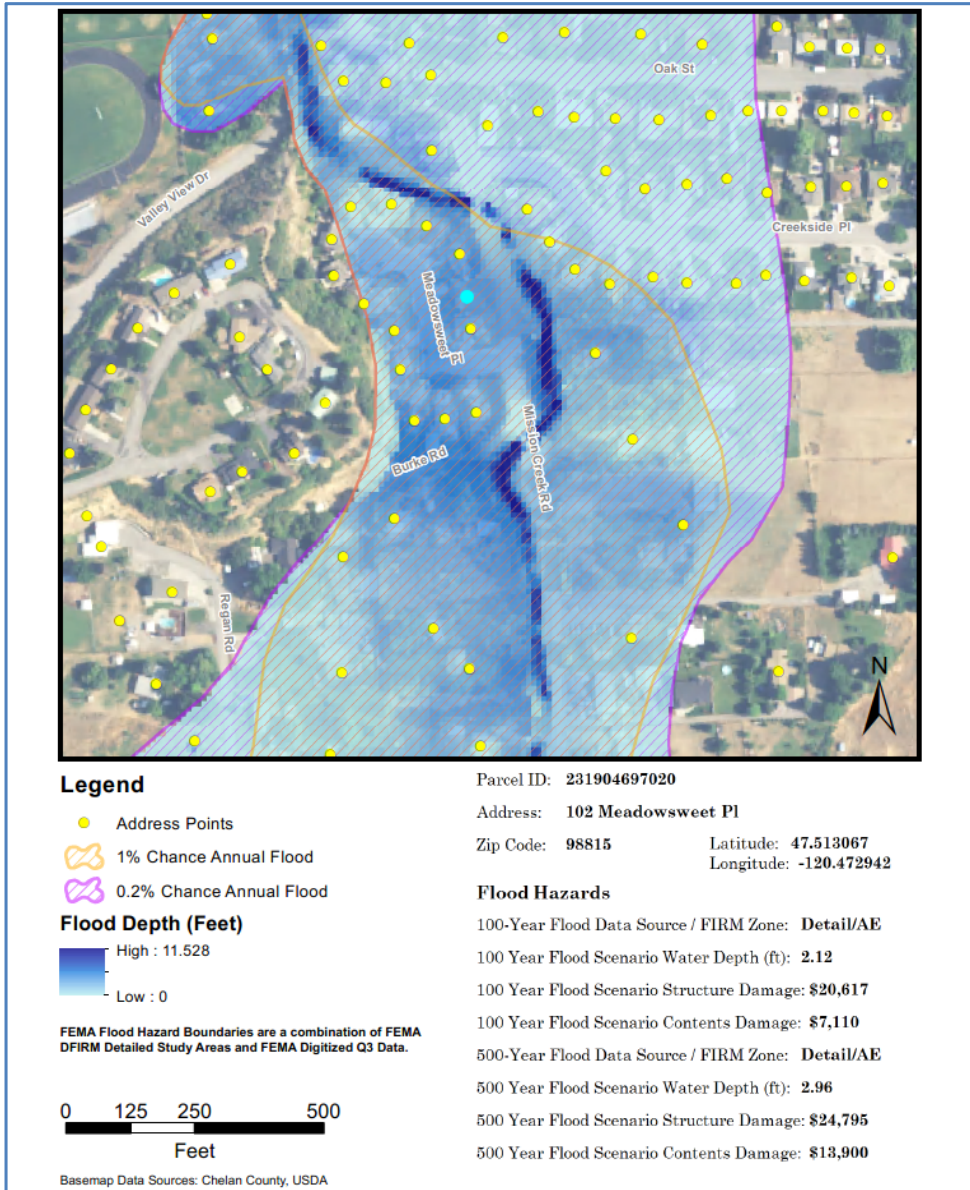 Oak St
Valley View Dr
Creekside Pl
Meadowsweet Pl
Mission Creek Rd
Burke Rd
Regan Rd
N
Legend
Address Points
1% Chance Annual Flood
0.2% Chance Annual Flood
Flood Depth (Feet)
High : 11.528
Low : 0
FEMA Flood Hazard Boundaries are a combination of FEMA
DFIRM Detailed Study Areas and FEMA Digitized Q3 Data.
0 125 250 500
Feet
Basemap Data Sources: Chelan County, USDA
Parcel ID: 231904697020
Address: 102 Meadowsweet Pl
Zip Code: 98815 Latitude: 47.513067
Longitude: -120.472942
Flood Hazards
100-Year Flood Data Source / FIRM Zone: Detail/AE
100 Year Flood Scenario Water Depth (ft): 2.12
100 Year Flood Scenario Structure Damage: $20,617
100 Year Flood Scenario Contents Damage: $7,110
500-Year Flood Data Source / FIRM Zone: Detail/AE
500 Year Flood Scenario Water Depth (ft): 2.96
500 Year Flood Scenario Structure Damage: $24,795
500 Year Flood Scenario Contents Damage: $13,900